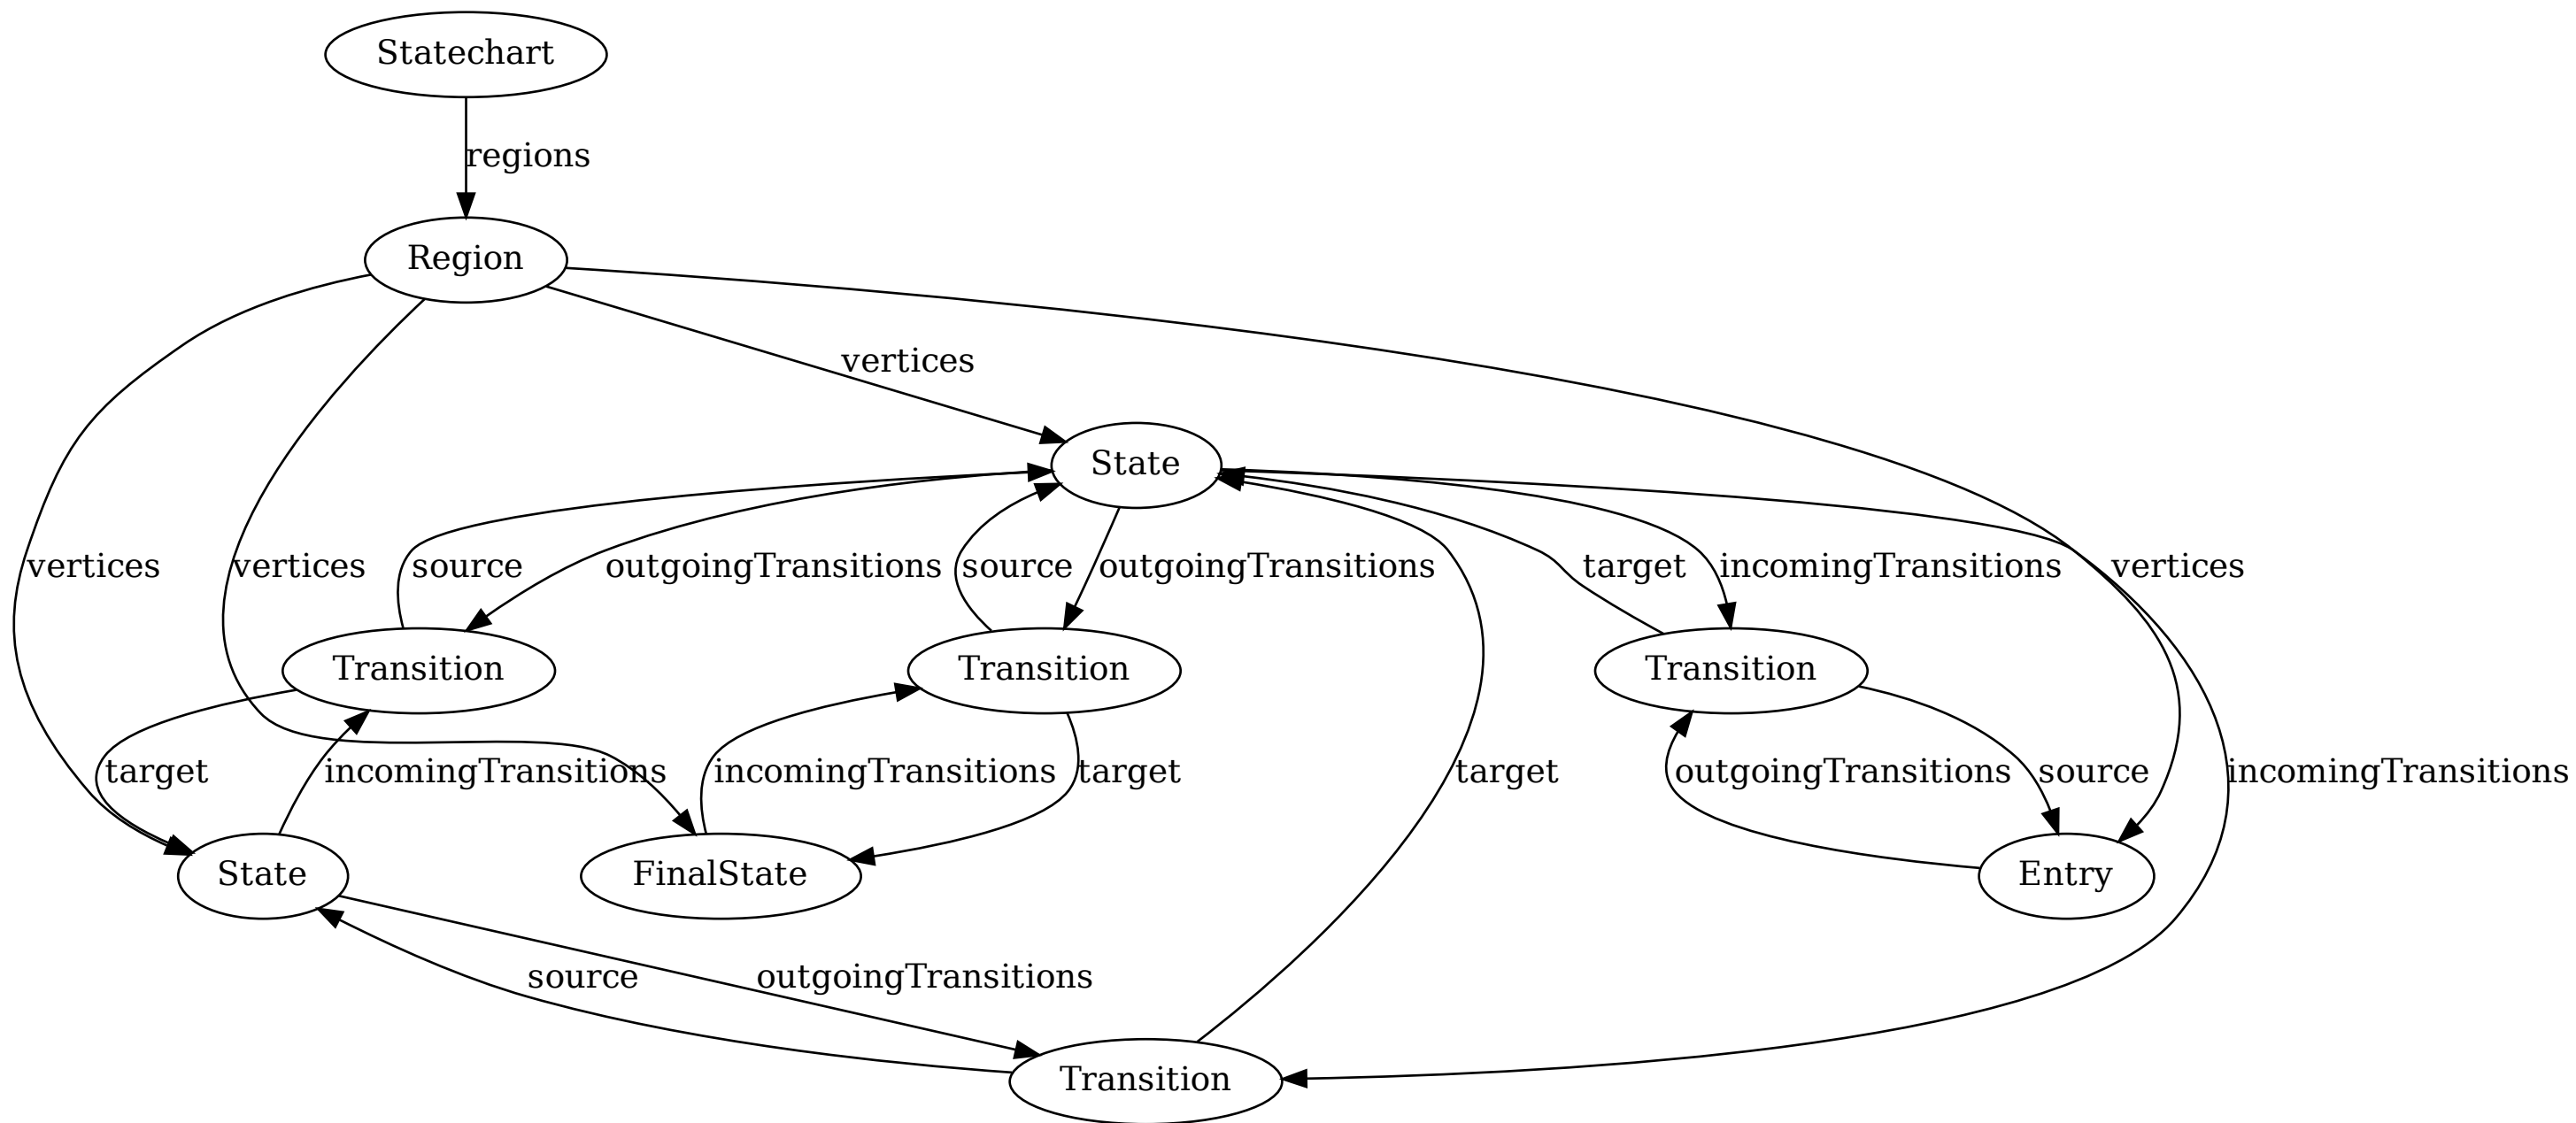 Statechart
regions
Region
vertices
State
vertices
vertices
source
outgoingTransitions
source
outgoingTransitions
target
incomingTransitions
vertices
Transition
Transition
Transition
target
incomingTransitions
incomingTransitions
target
target
outgoingTransitions
source
incomingTransitions
State
FinalState
Entry
source
outgoingTransitions
Transition